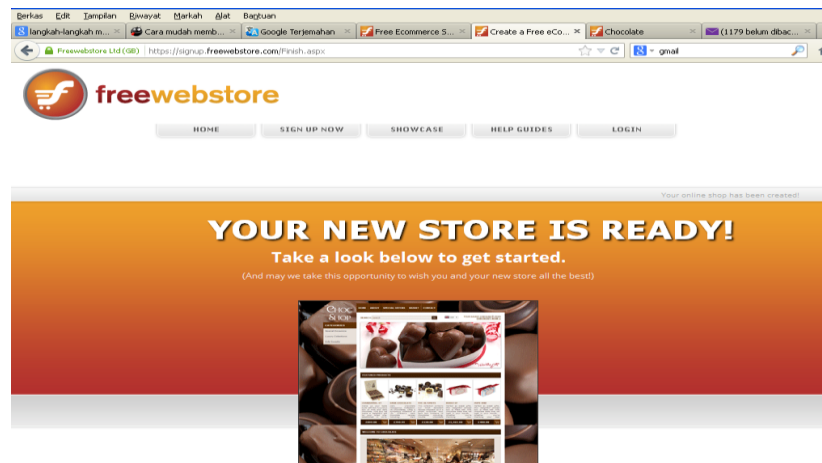 Berkas Edit Tampilan Riwayat Markah Alat Bantuan
langkah-langkah m... Cara mudah memb... Google Terjemahan Free Ecommerce S... Create a Free eCo... Chocolate (1179 belum dibac...
Freewebstore Ltd (GB) https://signup.freewebstore.com/Finish.aspx gmail
freewebstore
HOME SIGN UP NOW SHOWCASE HELP GUIDES LOGIN
Your online shop has been created!
YOUR NEW STORE IS READY!
Take a look below to get started.
(And may we take this opportunity to wish you and your new store all the best!)
CHOC
SHOP